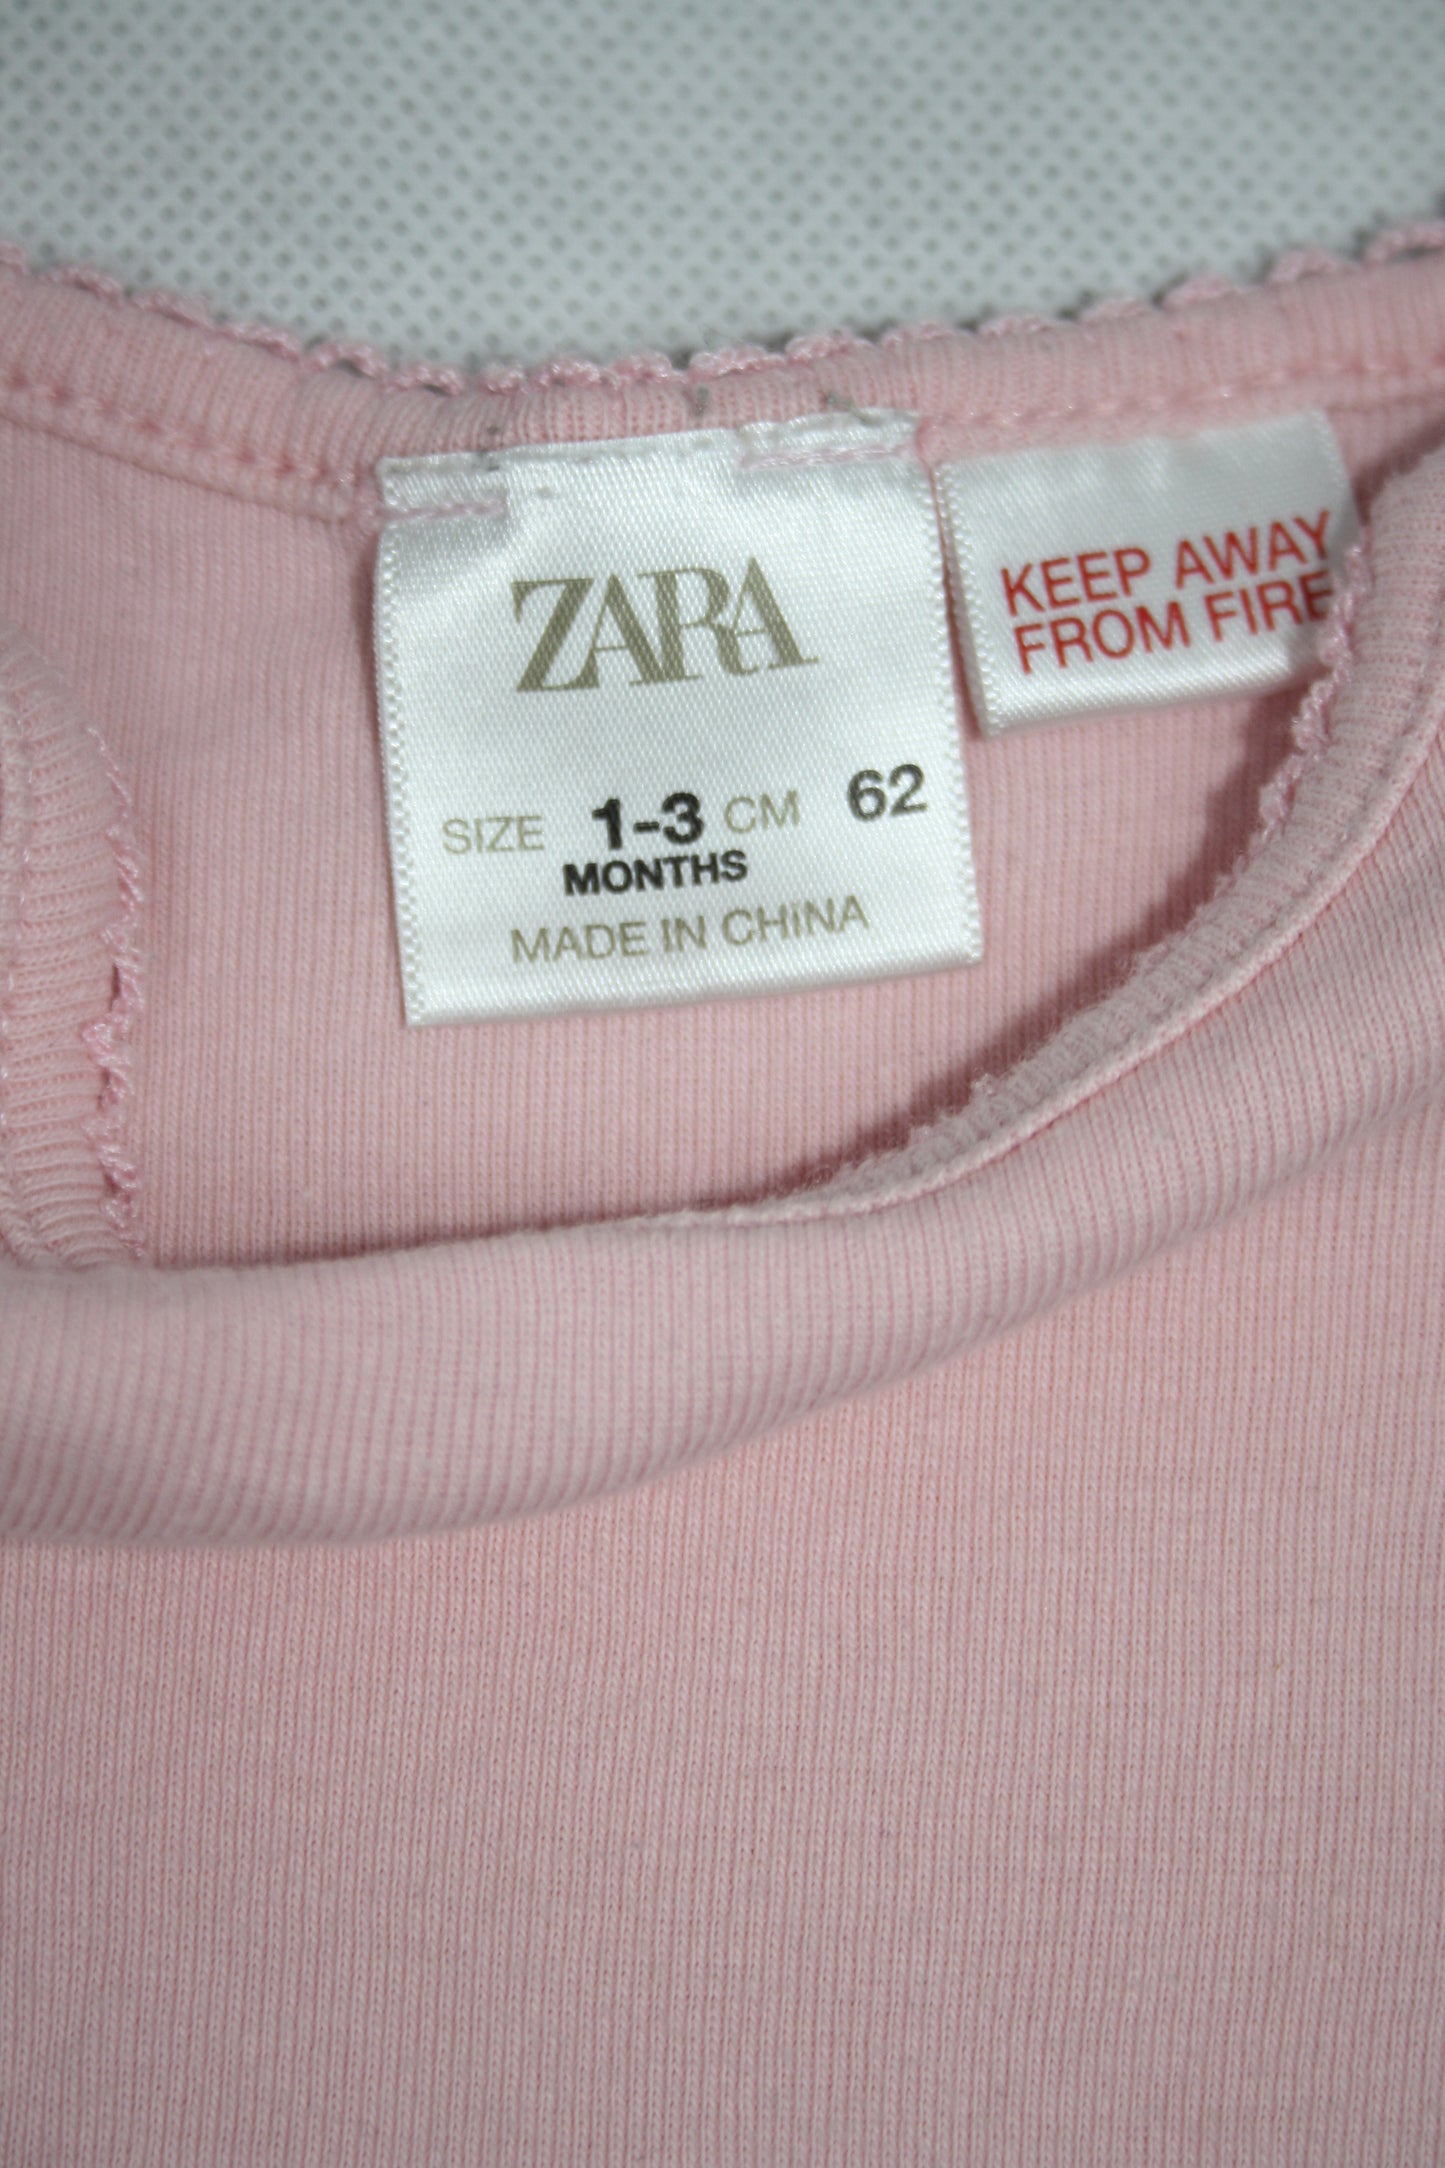 ZARA
SIZE 1-3 CM 62
MONTHS
MADE IN CHINA
KEEP AWAY
FROM FIRE